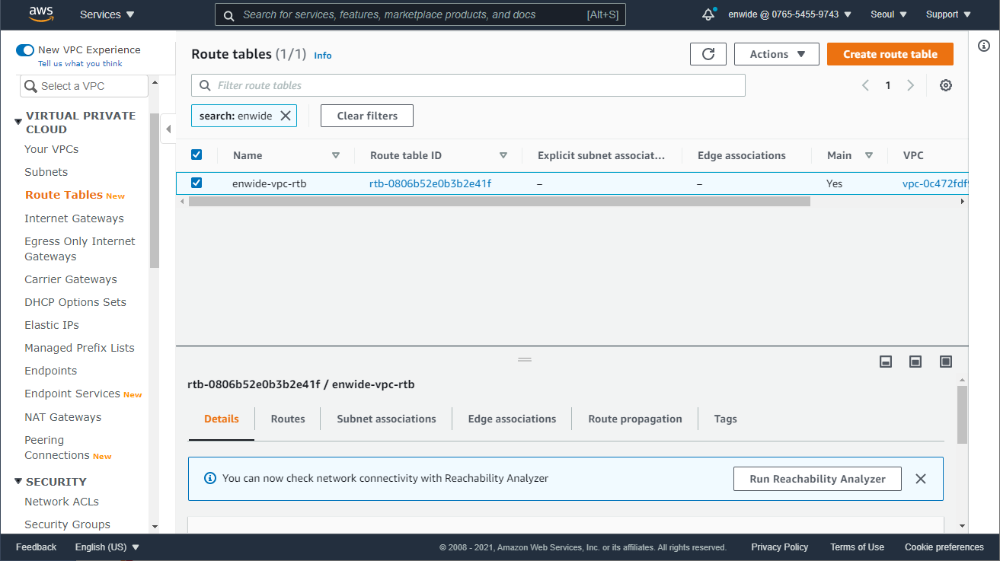 aws Services Search for services, features, marketplace products, and docs [Alt+S] enwide @ 0765-5455-9743 Seoul Support
New VPC Experience
Tell us what you think
Select a VPC
VIRTUAL PRIVATE
CLOUD
Your VPCs
Subnets
Route Tables New
Internet Gateways
Egress Only Internet
Gateways
Carrier Gateways
DHCP Options Sets
Elastic IPs
Managed Prefix Lists
Endpoints
Endpoint Services New
NAT Gateways
Peering
Connections New
SECURITY
Network ACLs
Security Groups
Route tables (1/1) Info
Actions
Create route table
Filter route tables
1
search: enwide
Clear filters
Name Route table ID Explicit subnet associat... Edge associations Main VPC
enwide-vpc-rtb rtb-0806b52e0b3b2e41f – – Yes vpc-0c472fdf
rtb-0806b52e0b3b2e41f / enwide-vpc-rtb
Details Routes Subnet associations Edge associations Route propagation Tags
You can now check network connectivity with Reachability Analyzer
Run Reachability Analyzer
Feedback English (US) © 2008 - 2021, Amazon Web Services, Inc. or its affiliates. All rights reserved. Privacy Policy Terms of Use Cookie preferences